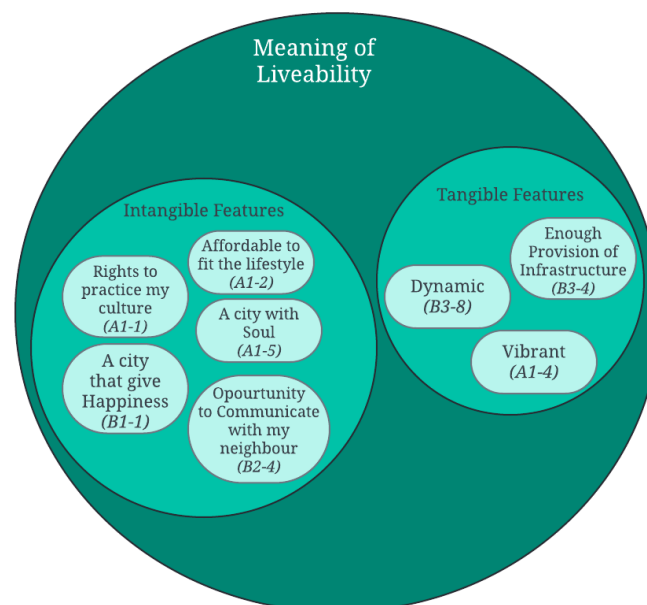 Meaning of
Liveability
Intangible Features
Rights to
practice my
culture
(A1-1)
Affordable to
fit the lifestyle
(A1-2)
A city with
Soul
(A1-5)
A city
that give
Happiness
(B1-1)
Opourtunity
to Communicate
with my
neighbour
(B2-4)
Tangible Features
Enough
Provision of
Infrastructure
(B3-4)
Dynamic
(B3-8)
Vibrant
(A1-4)